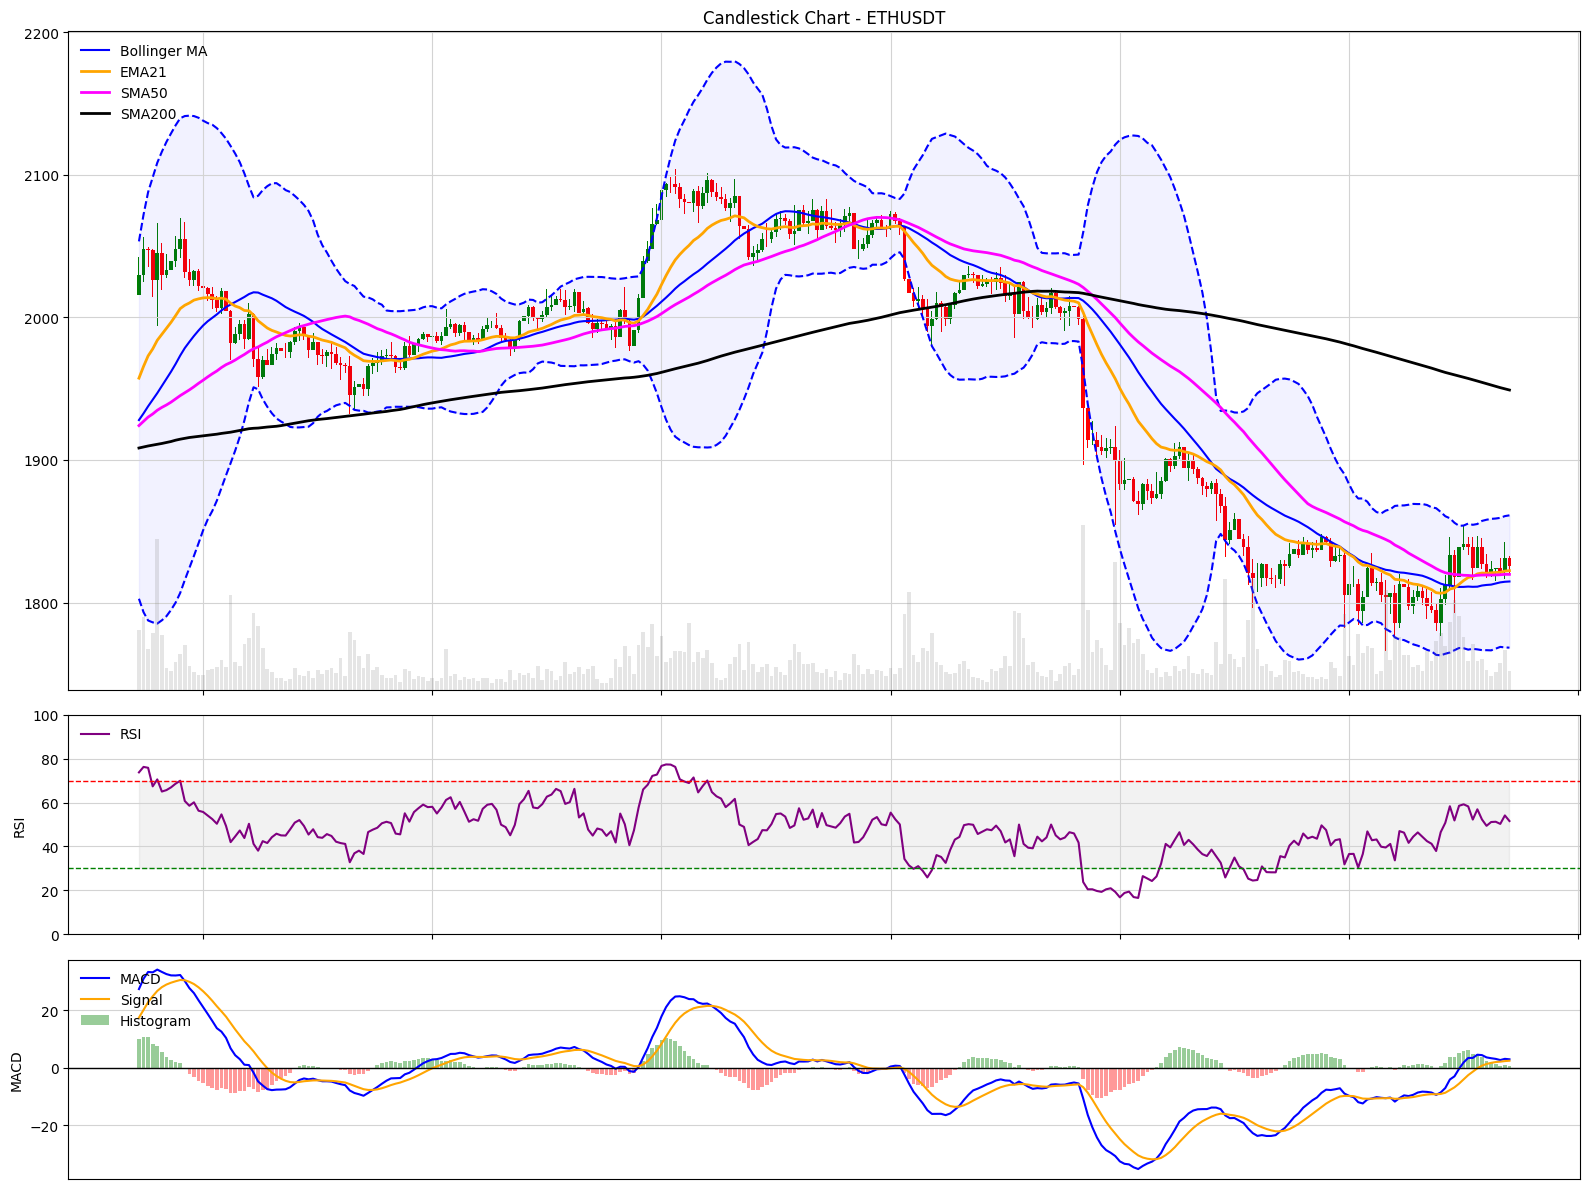 Candlestick Chart - ETHUSDT
2200
2100
2000
1900
1800
Bollinger MA
EMA21
SMA50
SMA200
RSI
100
80
60
40
20
0
RSI
MACD
20
0
−20
MACD
Signal
Histogram